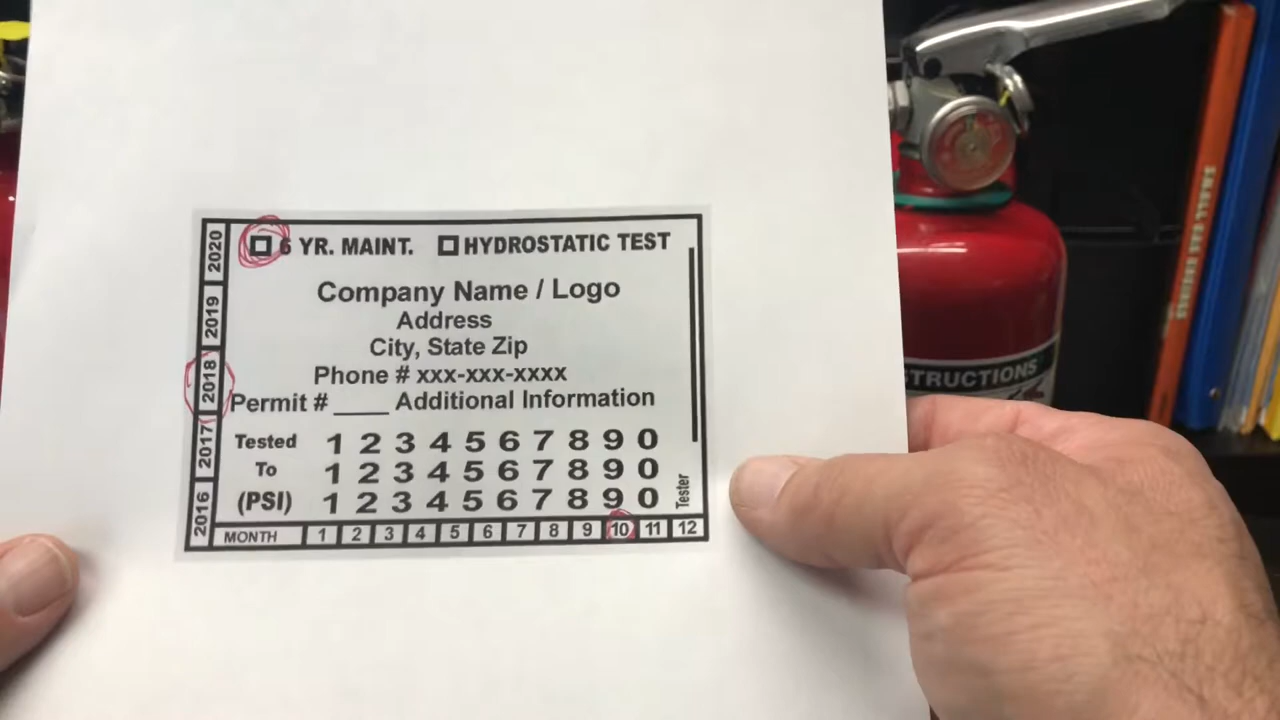 6 YR. MAINT. HYDROSTATIC TEST
Company Name / Logo
Address
City, State Zip
Phone # xxx-xxx-xxxx
Permit # ____ Additional Information
Tested 1 2 3 4 5 6 7 8 9 0
To 1 2 3 4 5 6 7 8 9 0
(PSI) 1 2 3 4 5 6 7 8 9 0
Tester
MONTH 1 2 3 4 5 6 7 8 9 10 11 12
2016 2017 2018 2019 2020
STRUCTIONS